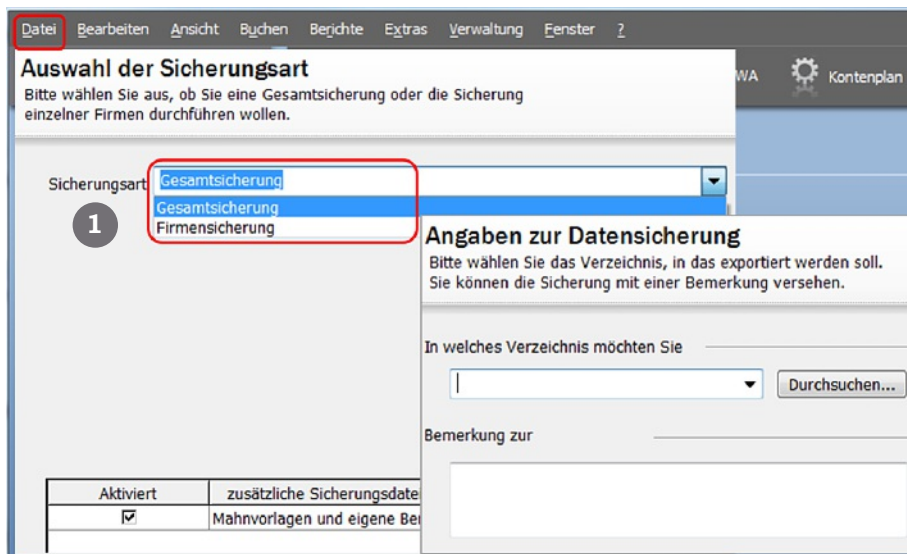 Datei Bearbeiten Ansicht Buchen Berichte Extras Verwaltung Fenster ?
WA Kontenplan
Auswahl der Sicherungsart
Bitte wählen Sie aus, ob Sie eine Gesamtsicherung oder die Sicherung
einzelner Firmen durchführen wollen.
Sicherungsart Gesamtsicherung
Gesamtsicherung
Firmensicherung
1
Angaben zur Datensicherung
Bitte wählen Sie das Verzeichnis, in das exportiert werden soll.
Sie können die Sicherung mit einer Bemerkung versehen.
In welches Verzeichnis möchten Sie
Durchsuchen...
Bemerkung zur
Aktiviert zusätzliche Sicherungsdatei
Mahnvorlagen und eigene Ber